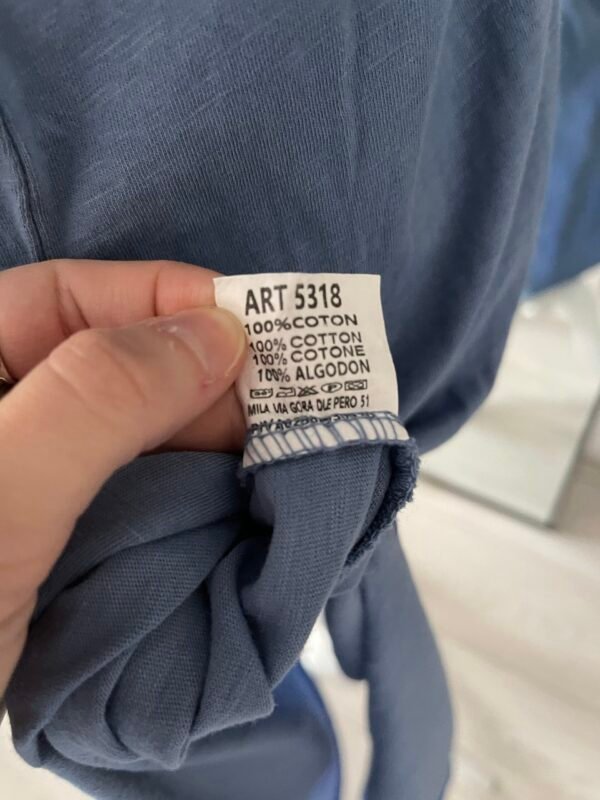 ART 5318
100%COTON
100% COTTON
100% COTONE
100% ALGODON
MILA VIA GORA DLE PERO 51